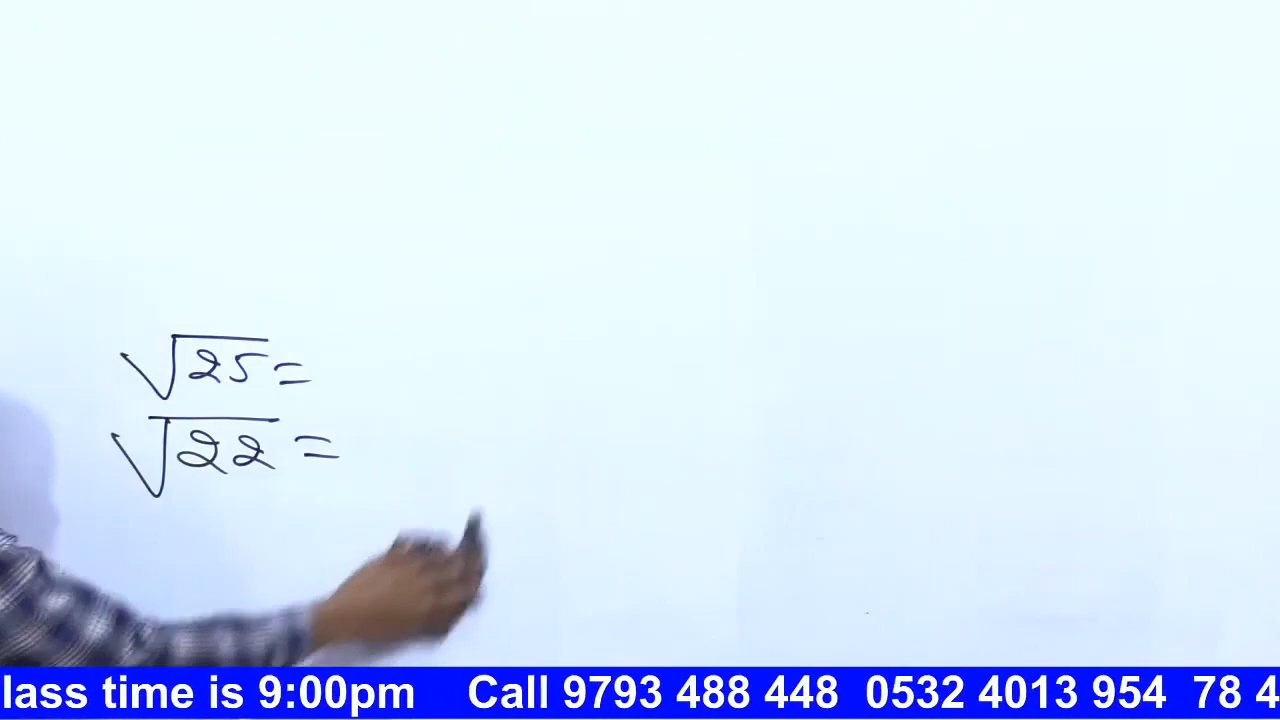 √25 =
√22 =
lass time is 9:00pm Call 9793 488 448 0532 4013 954 78 4